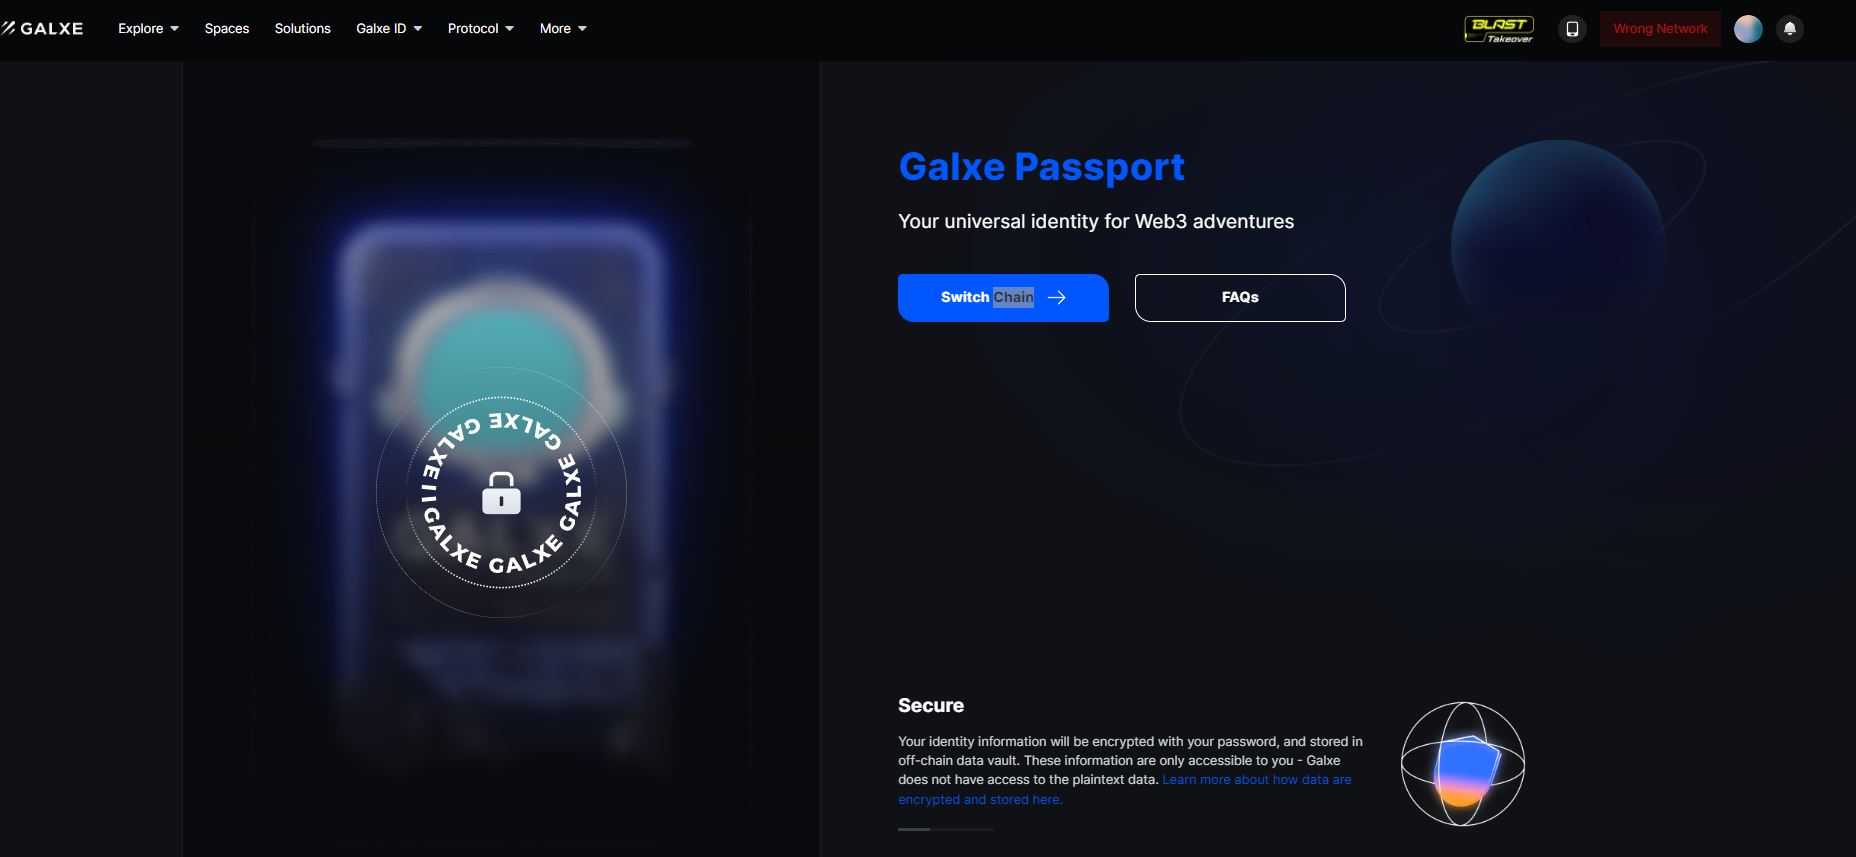 GALXE
Explore
Spaces
Solutions
Galxe ID
Protocol
More
BLAST
Takeover
Wrong Network
GALXE GALXE GALXE GALXE GALXE GALXE
Galxe Passport
Your universal identity for Web3 adventures
Switch Chain
FAQs
Secure
Your identity information will be encrypted with your password, and stored in
off-chain data vault. These information are only accessible to you - Galxe
does not have access to the plaintext data. Learn more about how data are
encrypted and stored here.